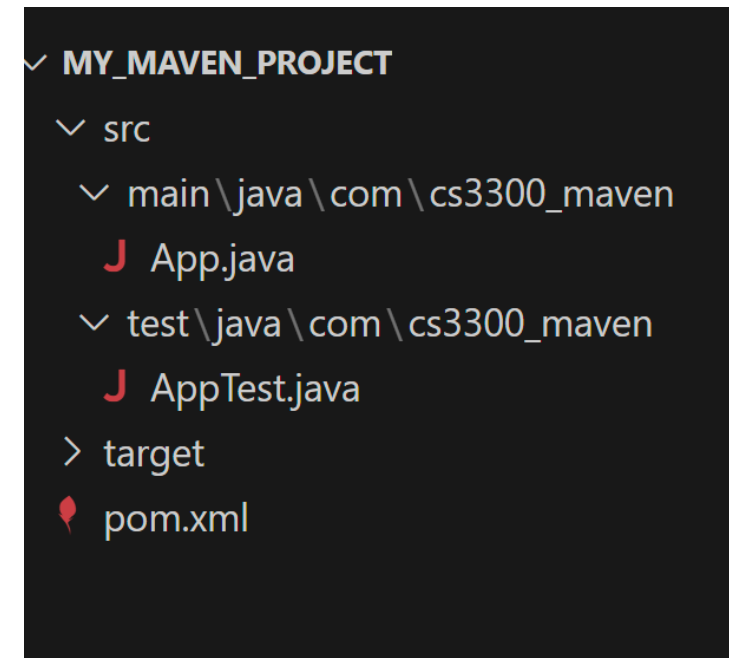 MY_MAVEN_PROJECT
src
main\java\com\cs3300_maven
App.java
test\java\com\cs3300_maven
AppTest.java
target
pom.xml